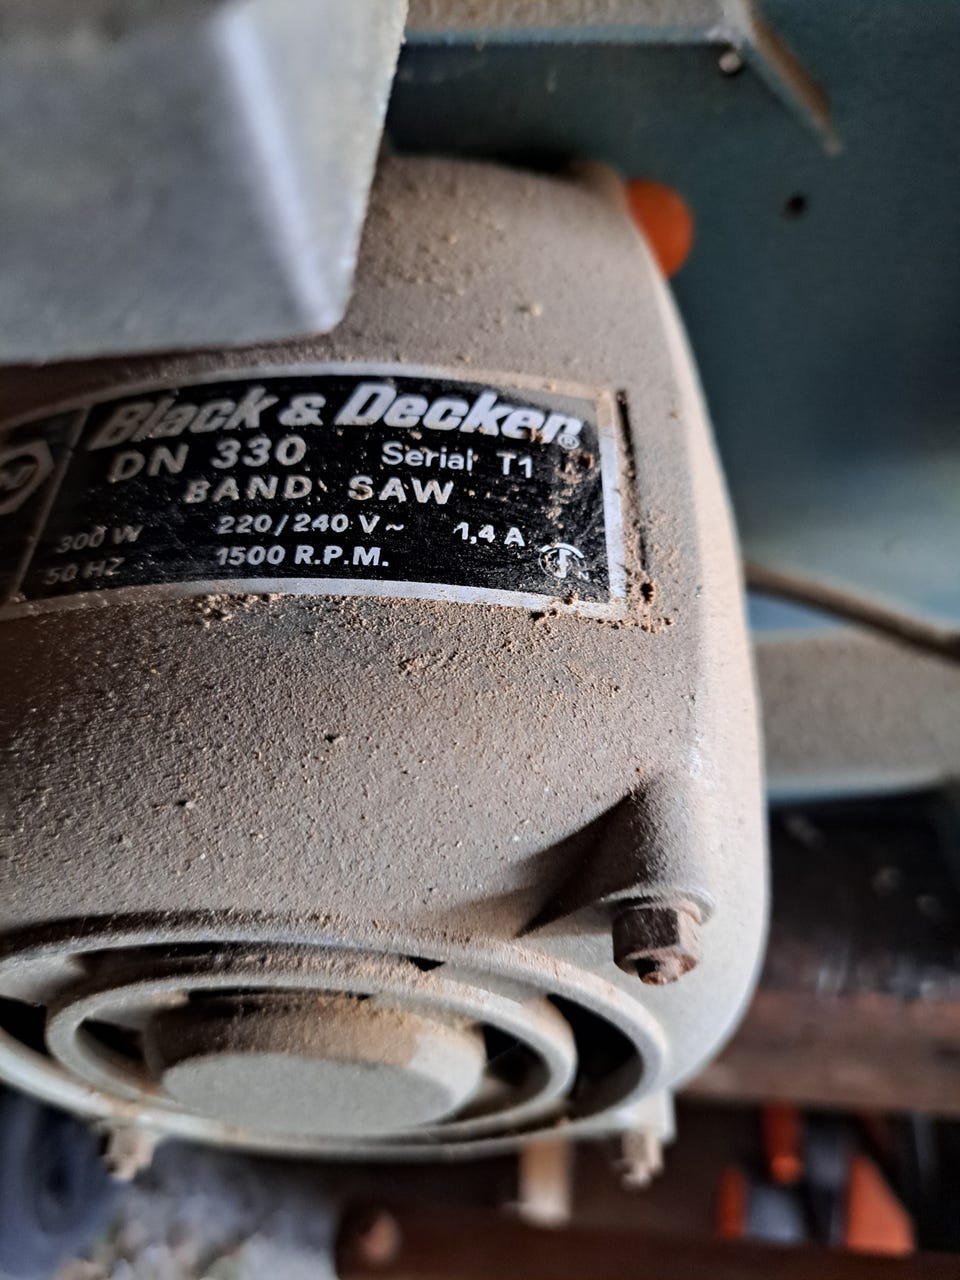 Black & Decker®
DN 330 Serial T1
BAND SAW
300 W 220/240 V~ 1,4 A
50 HZ 1500 R.P.M.